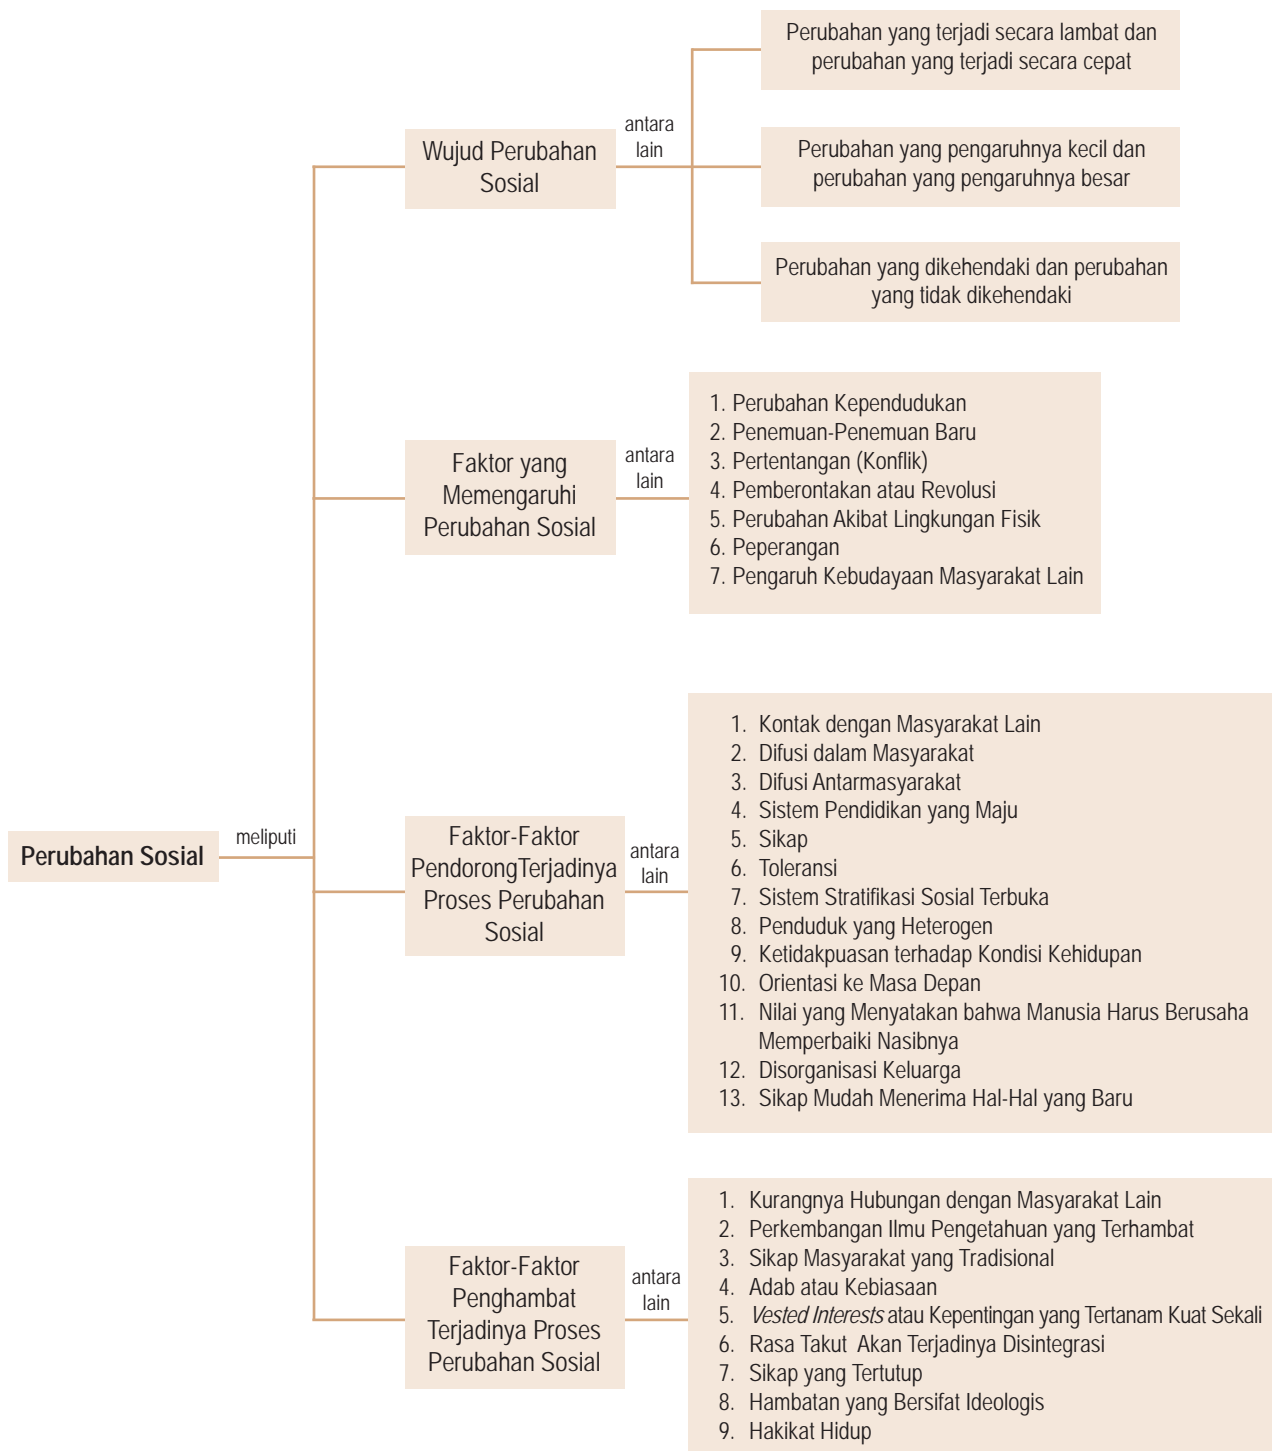 Perubahan Sosial
meliputi
Wujud Perubahan
Sosial
antara
lain
Perubahan yang terjadi secara lambat dan
perubahan yang terjadi secara cepat
Perubahan yang pengaruhnya kecil dan
perubahan yang pengaruhnya besar
Perubahan yang dikehendaki dan perubahan
yang tidak dikehendaki
Faktor yang
Memengaruhi
Perubahan Sosial
antara
lain
1. Perubahan Kependudukan
2. Penemuan-Penemuan Baru
3. Pertentangan (Konflik)
4. Pemberontakan atau Revolusi
5. Perubahan Akibat Lingkungan Fisik
6. Peperangan
7. Pengaruh Kebudayaan Masyarakat Lain
Faktor-Faktor
PendorongTerjadinya
Proses Perubahan
Sosial
antara
lain
1. Kontak dengan Masyarakat Lain
2. Difusi dalam Masyarakat
3. Difusi Antarmasyarakat
4. Sistem Pendidikan yang Maju
5. Sikap
6. Toleransi
7. Sistem Stratifikasi Sosial Terbuka
8. Penduduk yang Heterogen
9. Ketidakpuasan terhadap Kondisi Kehidupan
10. Orientasi ke Masa Depan
11. Nilai yang Menyatakan bahwa Manusia Harus Berusaha
Memperbaiki Nasibnya
12. Disorganisasi Keluarga
13. Sikap Mudah Menerima Hal-Hal yang Baru
Faktor-Faktor
Penghambat
Terjadinya Proses
Perubahan Sosial
antara
lain
1. Kurangnya Hubungan dengan Masyarakat Lain
2. Perkembangan Ilmu Pengetahuan yang Terhambat
3. Sikap Masyarakat yang Tradisional
4. Adab atau Kebiasaan
5. Vested Interests atau Kepentingan yang Tertanam Kuat Sekali
6. Rasa Takut Akan Terjadinya Disintegrasi
7. Sikap yang Tertutup
8. Hambatan yang Bersifat Ideologis
9. Hakikat Hidup